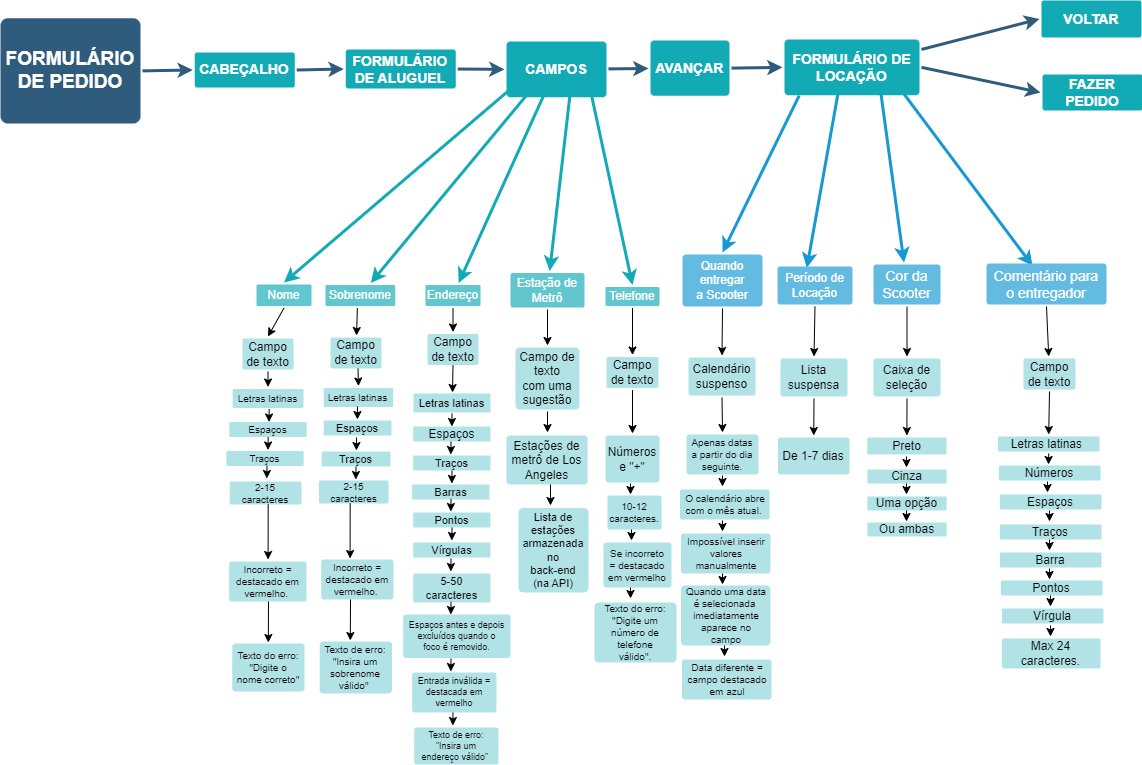 FORMULÁRIO
DE PEDIDO
CABEÇALHO
FORMULÁRIO
DE ALUGUEL
CAMPOS
AVANÇAR
FORMULÁRIO DE
LOCAÇÃO
VOLTAR
FAZER
PEDIDO
Nome
Campo
de texto
Letras latinas
Espaços
Traços
2-15
caracteres
Incorreto =
destacado em
vermelho.
Texto do erro:
"Digite o
nome correto"
Sobrenome
Campo
de texto
Letras latinas
Espaços
Traços
2-15
caracteres
Incorreto =
destacado em
vermelho.
Texto de erro:
"Insira um
sobrenome
válido"
Endereço
Campo
de texto
Letras latinas
Espaços
Traços
Barras
Pontos
Vírgulas
5-50
caracteres
Espaços antes e depois
excluídos quando o
foco é removido.
Entrada inválida =
destacada em
vermelho
Texto do erro:
"Insira um
endereço válido"
Estação de
Metrô
Campo de
texto
com uma
sugestão
Estações de
metrô de Los
Angeles
Lista de
estações
armazenada
no
back-end
(na API)
Telefone
Campo
de texto
Números
e "+"
10-12
caracteres.
Se incorreto
= destacado
em vermelho
Texto do erro:
"Digite um
número de
telefone
válido".
Quando
entregar
a Scooter
Calendário
suspenso
Apenas datas
a partir do dia
seguinte.
O calendário abre
com o mês atual.
Impossível inserir
valores
manualmente
Quando uma data
é selecionada
imediatamente
aparece no
campo
Data diferente =
campo destacado
em azul
Período de
Locação
Lista
suspensa
De 1-7 dias
Cor da
Scooter
Caixa de
seleção
Preto
Cinza
Uma opção
Ou ambas
Comentário para
o entregador
Campo
de texto
Letras latinas
Números
Espaços
Traços
Barra
Pontos
Vírgula
Max 24
caracteres.